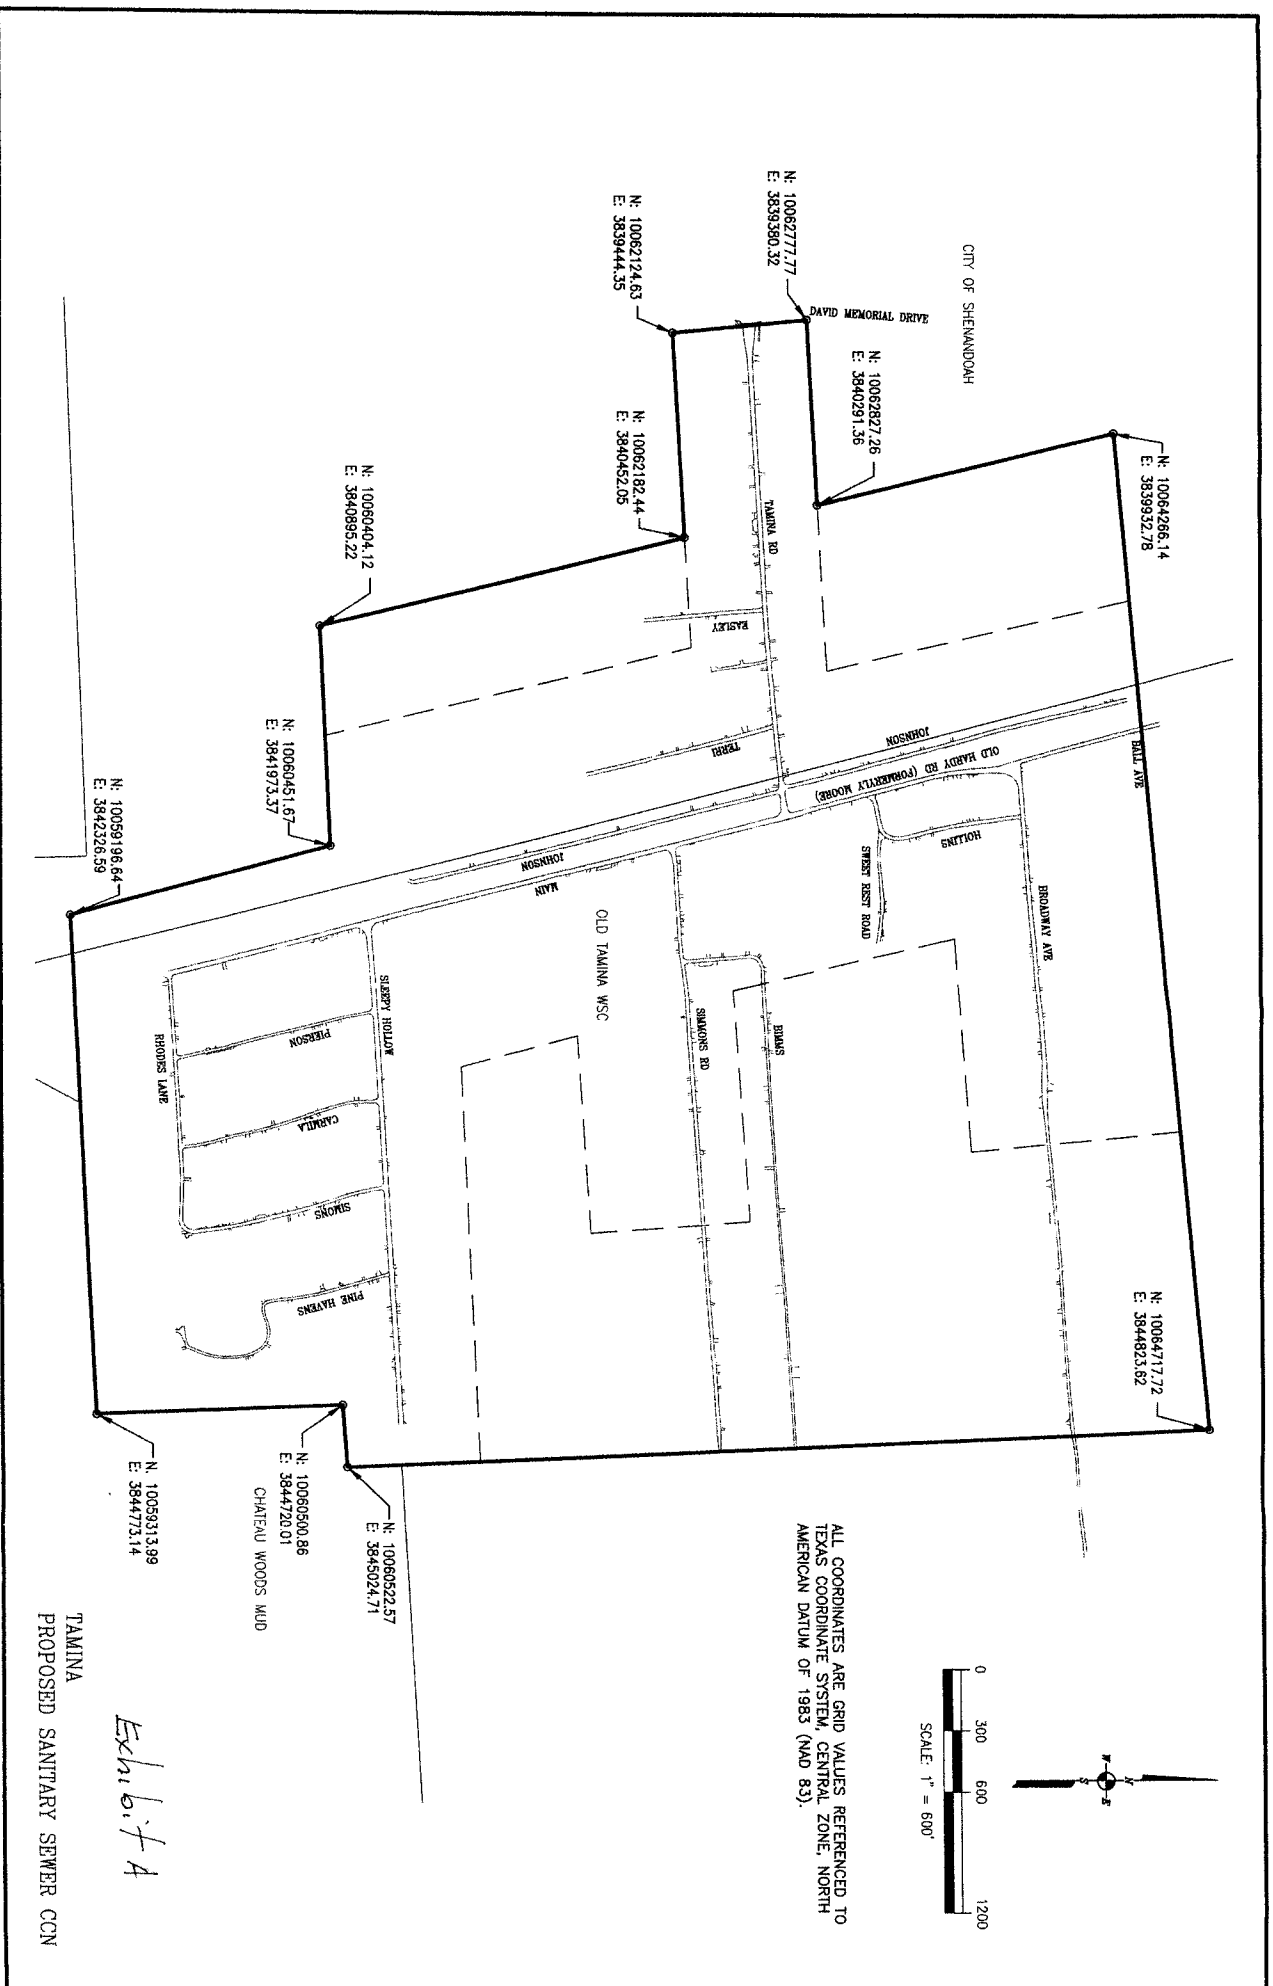 CITY OF SHENANDOAH
N: 10064266.14
E: 3839932.78
N: 10062777.77
E: 3839380.32
DAVID MEMORIAL DRIVE
N: 10062827.26
E: 3840291.36
N: 10062124.63
E: 3839444.35
N: 10062182.44
E: 3840452.05
N: 10060404.12
E: 3840895.22
N: 10060451.67
E: 3841973.37
N: 10059196.64
E: 3842326.59
TAMINA RD
EASLEY
TERRI
JOHNSON
OLD HARDY RD (FORMERYLY MOORE)
BALL AVE
HOLLINS
SWEET REST ROAD
BROADWAY AVE
JOHNSON
MAIN
OLD TAMINA WSC
SIMMONS RD
BIMMS
SLEEPY HOLLOW
RHODES LANE
PIERSON
CARMILA
SIMONS
PINE HAVENS
N: 10064717.72
E: 3844823.62
N: 10060522.57
E: 3845024.71
N: 10060500.86
E: 3844720.01
N. 10059313.99
E: 3844773.14
CHATEAU WOODS MUD
ALL COORDINATES ARE GRID VALUES REFERENCED TO
TEXAS COORDINATE SYSTEM, CENTRAL ZONE, NORTH
AMERICAN DATUM OF 1983 (NAD 83).
N
W
E
S
0 300 600 1200
SCALE: 1" = 600'
Exhibit A
TAMINA
PROPOSED SANITARY SEWER CCN